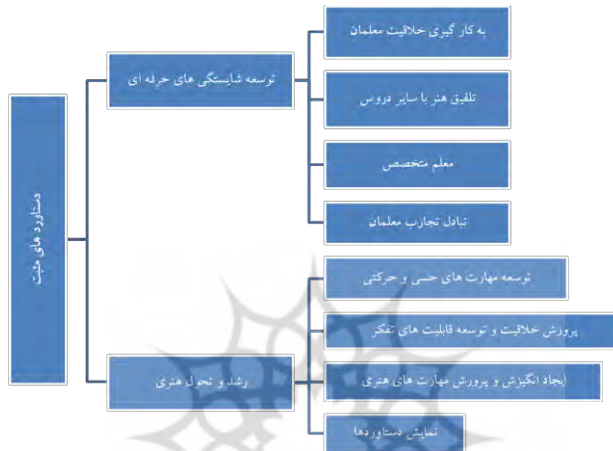 دستاورد های مثبت
توسعه شایستگی های حرفه ای
به کار گیری خلاقیت معلمان
تلفیق هنر با سایر دروس
معلم متخصص
تبادل تجارب معلمان
رشد و تحول هنری
توسعه مهارت های حسی و حرکتی
پرورش خلاقیت و توسعه قابلیت های تفکر
ایجاد انگیزش و پرورش مهارت های هنری
نمایش دستاوردها